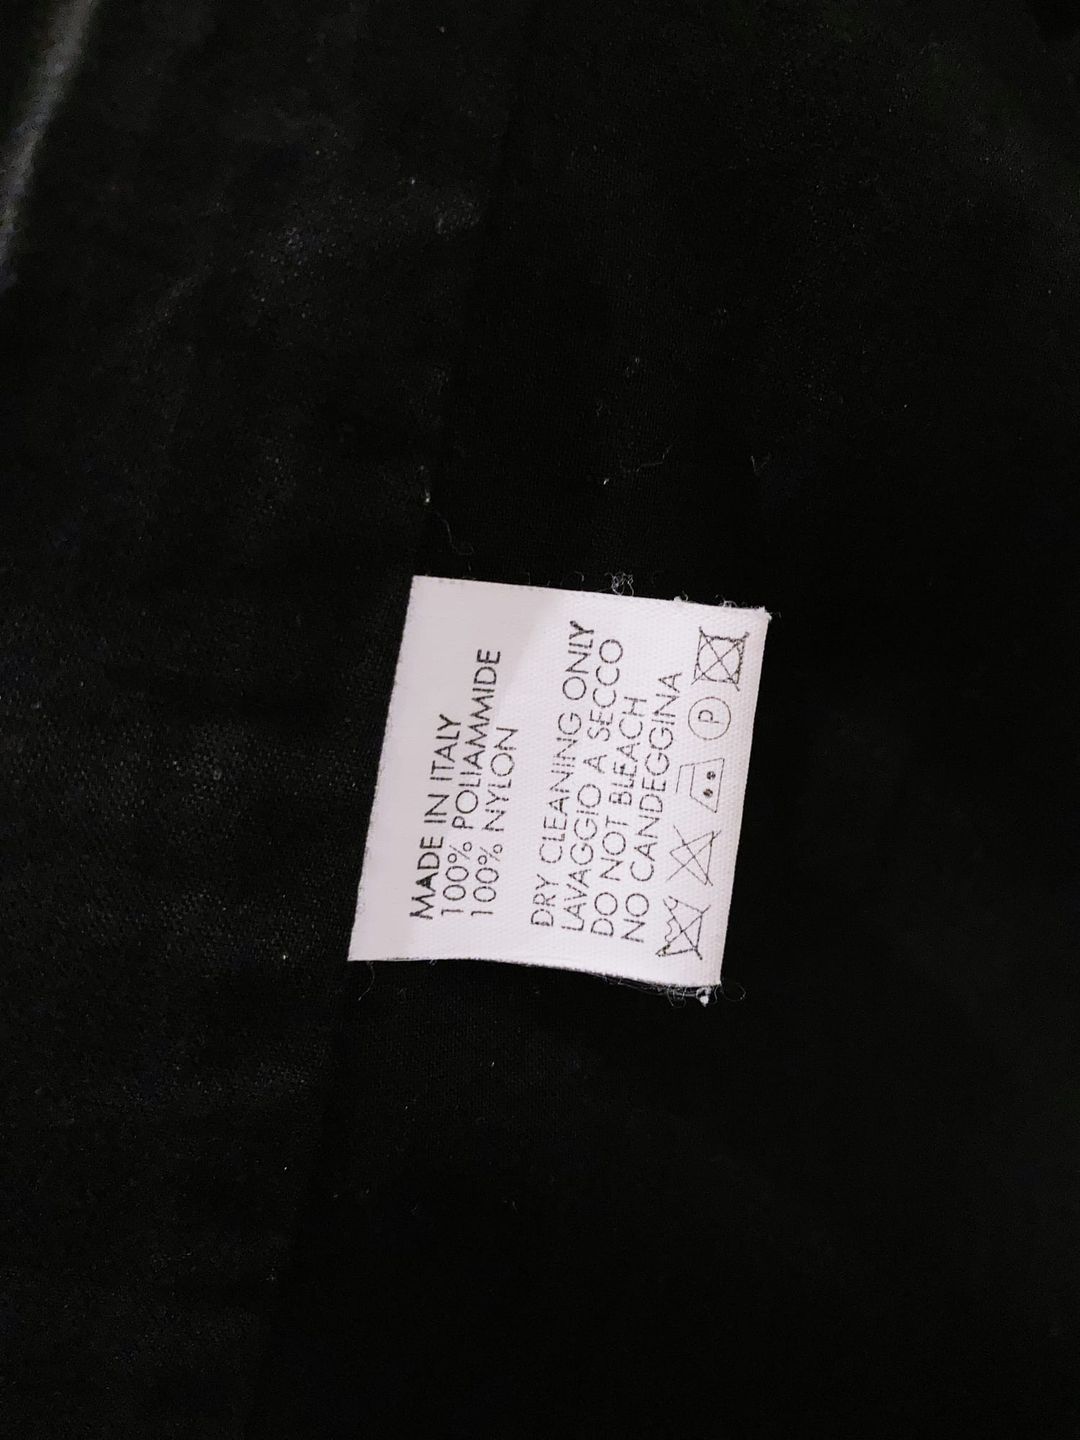 MADE IN ITALY
100% POLIAMMIDE
100% NYLON
DRY CLEANING ONLY
LAVAGGIO A SECCO
DO NOT BLEACH
NO CANDEGGINA
P